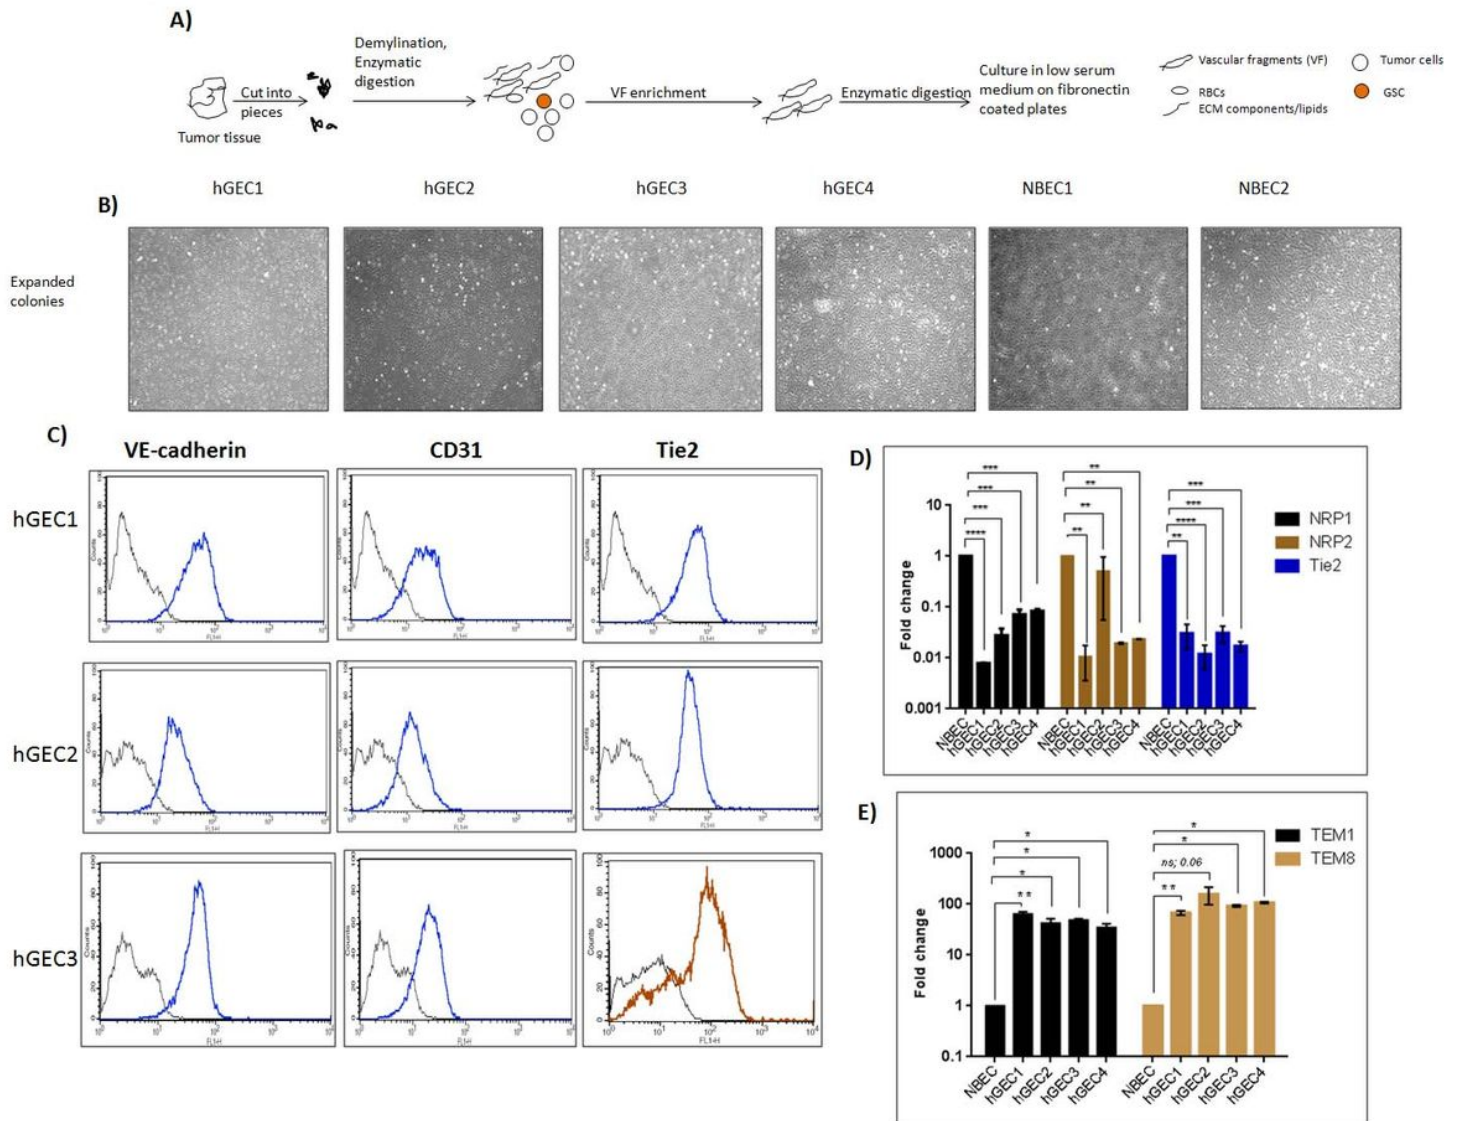 A)
Demylination,
Enzymatic
digestion
Cut into
pieces
Tumor tissue
VF enrichment
Enzymatic digestion
Culture in low serum
medium on fibronectin
coated plates
Vascular fragments (VF)
RBCs
ECM components/lipids
Tumor cells
GSC
B)
hGEC1 hGEC2 hGEC3 hGEC4 NBEC1 NBEC2
Expanded
colonies
C)
VE-cadherin CD31 Tie2
hGEC1
hGEC2
hGEC3
Counts
FL1-H
D)
*** *** *** ****
** ** ** **
*** *** **** **
10
1
0.1
0.01
0.001
Fold change
NBEC hGEC1 hGEC2 hGEC3 hGEC4
NBEC hGEC1 hGEC2 hGEC3 hGEC4
NBEC hGEC1 hGEC2 hGEC3 hGEC4
NRP1
NRP2
Tie2
E)
* * * **
* * ns; 0.06 **
1000
100
10
1
0.1
Fold change
NBEC hGEC1 hGEC2 hGEC3 hGEC4
NBEC hGEC1 hGEC2 hGEC3 hGEC4
TEM1
TEM8